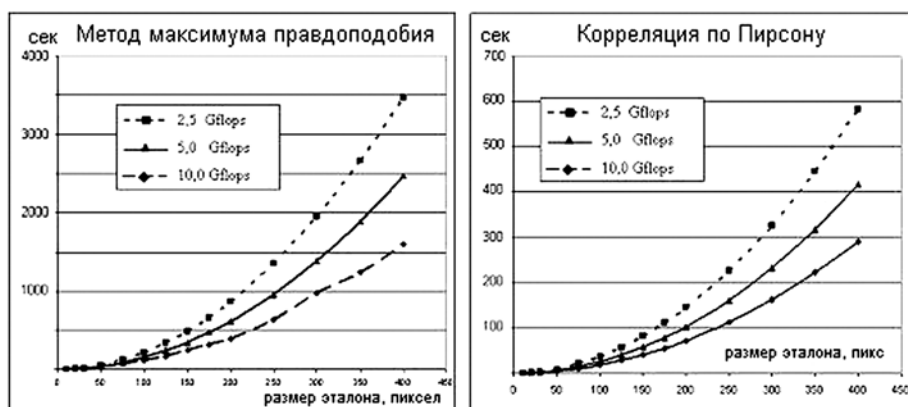 сек
Метод максимума правдоподобия
4000
3000
2000
1000
2,5 Gflops
5,0 Gflops
10,0 Gflops
0 50 100 150 200 250 300 350 400 450
размер эталона, пиксел
сек
Корреляция по Пирсону
700
600
500
400
300
200
100
2,5 Gflops
5,0 Gflops
10,0 Gflops
размер эталона, пикс
0 50 100 150 200 250 300 350 400 450